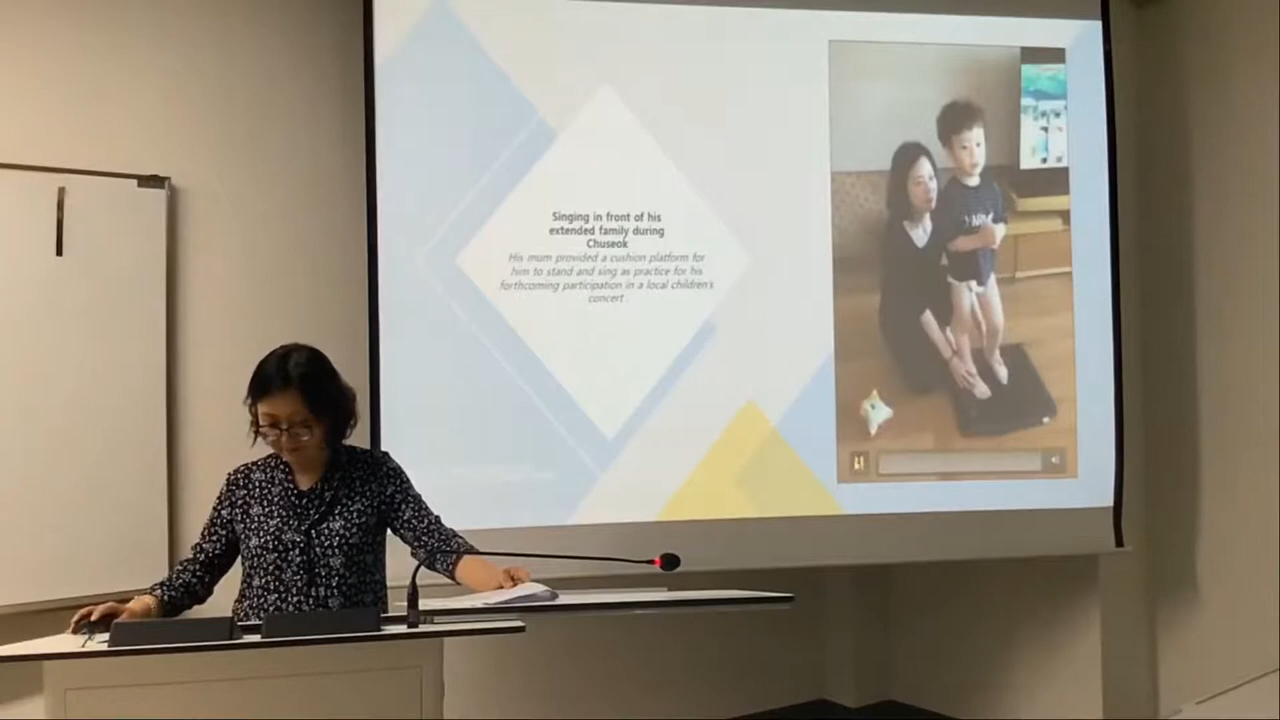 Singing in front of his
extended family during
Chuseok
His mum provided a cushion platform for
him to stand and sing as practice for his
forthcoming participation in a local children's
concert